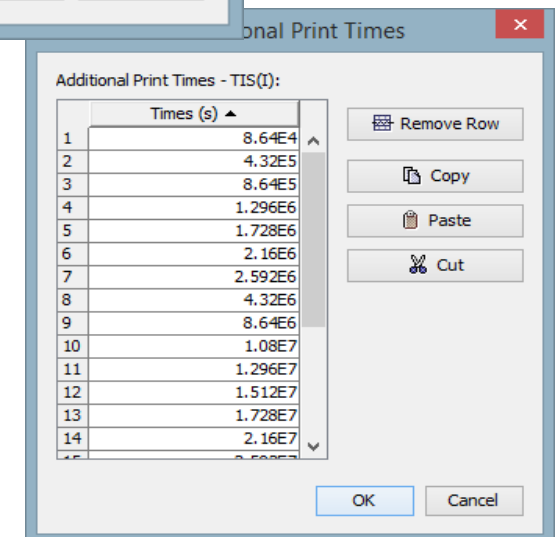 onal Print Times
Additional Print Times - TIS(I):
Times (s) ▲
1 8.64E4
2 4.32E5
3 8.64E5
4 1.296E6
5 1.728E6
6 2.16E6
7 2.592E6
8 4.32E6
9 8.64E6
10 1.08E7
11 1.296E7
12 1.512E7
13 1.728E7
14 2.16E7
Remove Row
Copy
Paste
Cut
OK Cancel